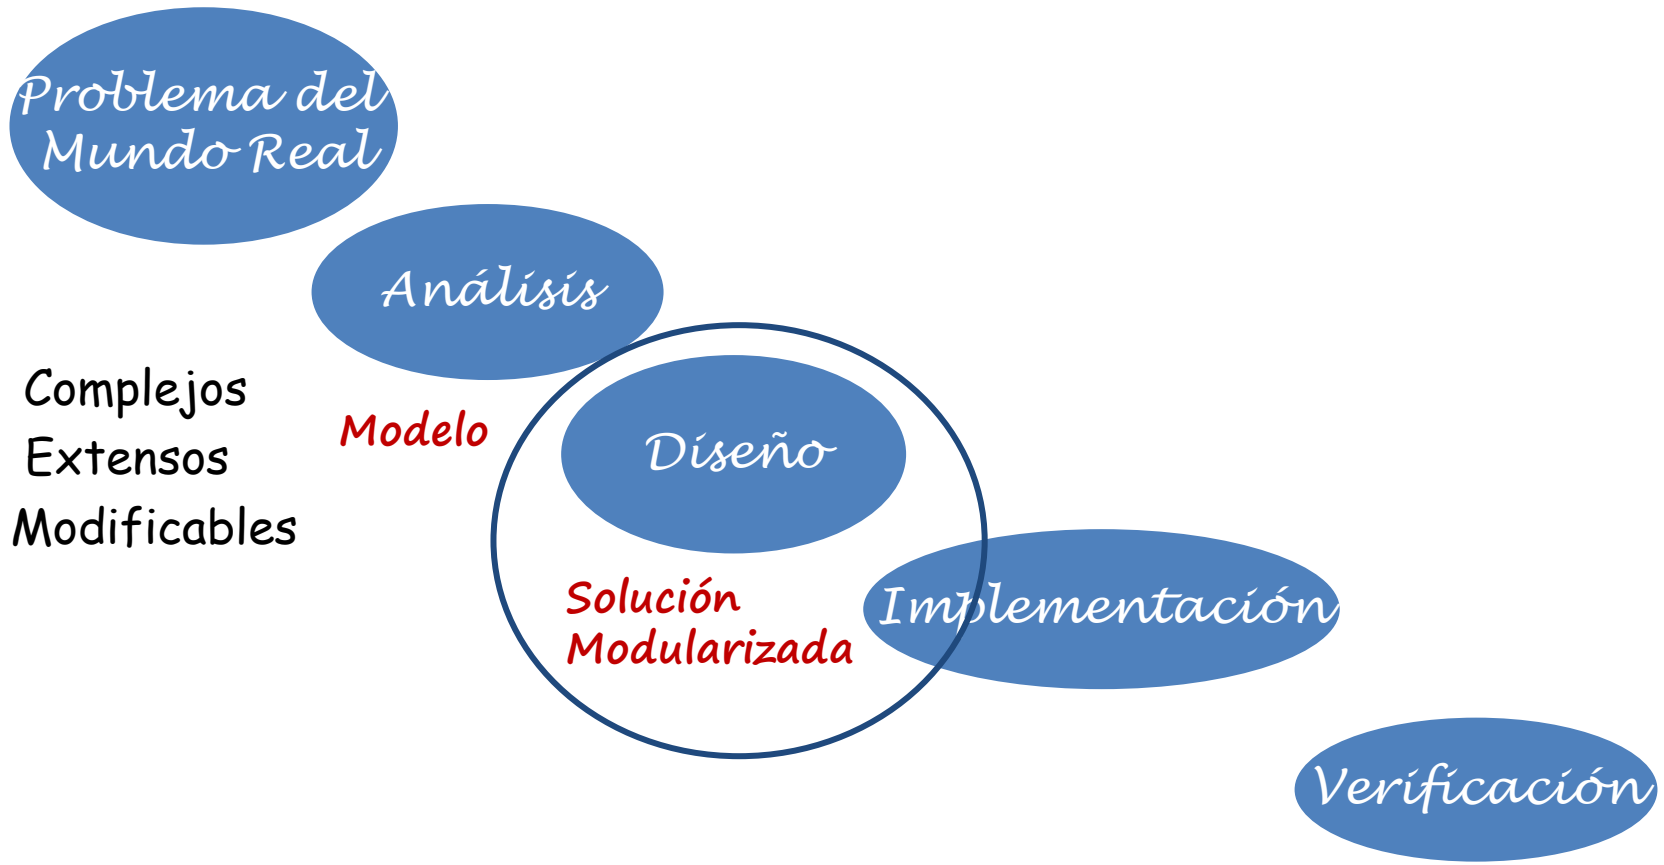 Problema del
Mundo Real
Análisis
Complejos
Extensos
Modificables
Modelo
Diseño
Solución
Modularizada
Implementación
Verificación